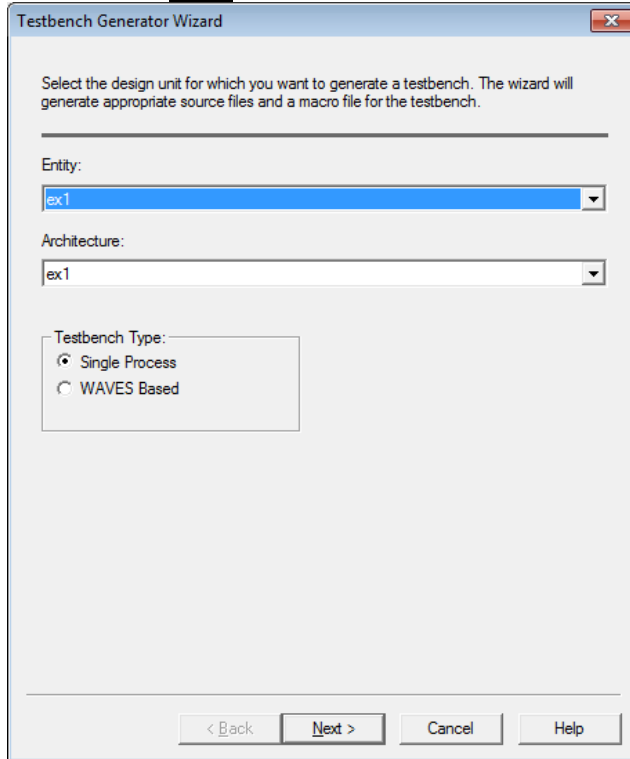 Testbench Generator Wizard
Select the design unit for which you want to generate a testbench. The wizard will
generate appropriate source files and a macro file for the testbench.
Entity:
ex1
Architecture:
ex1
Testbench Type:
Single Process
WAVES Based
< Back Next > Cancel Help